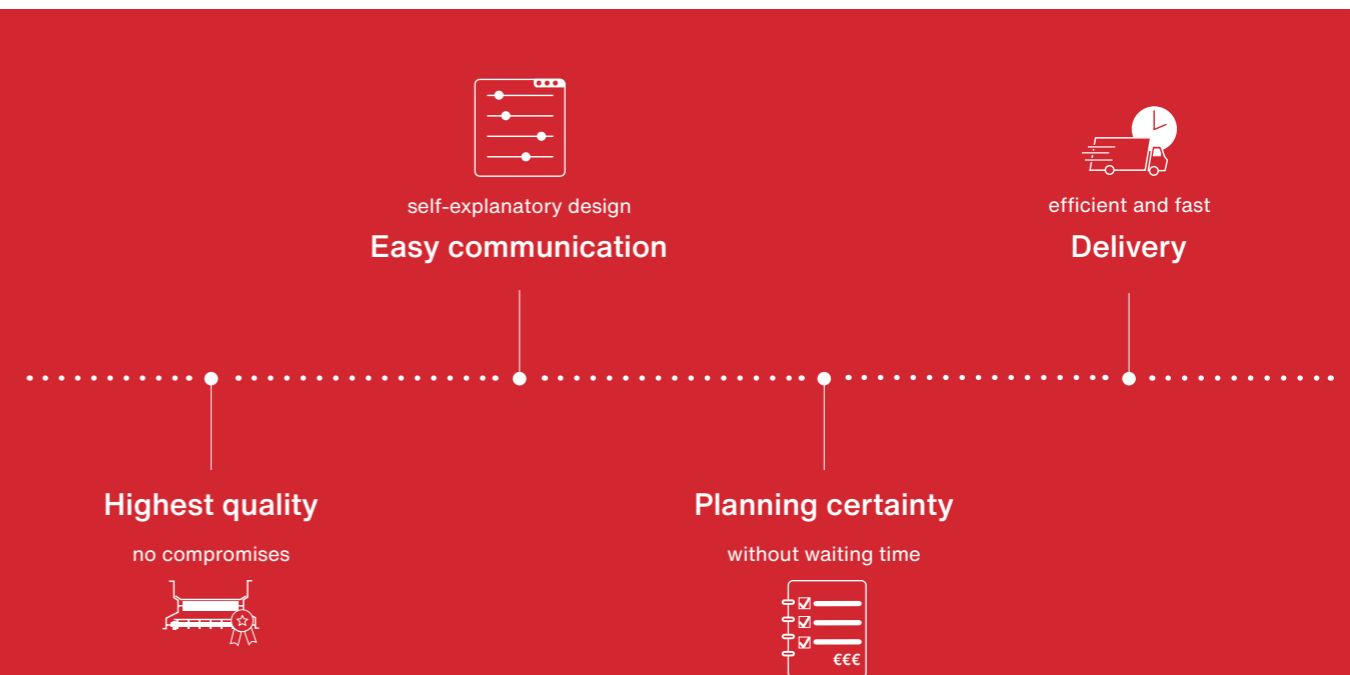 self-explanatory design
Easy communication
efficient and fast
Delivery
Highest quality
no compromises
Planning certainty
without waiting time
€€€